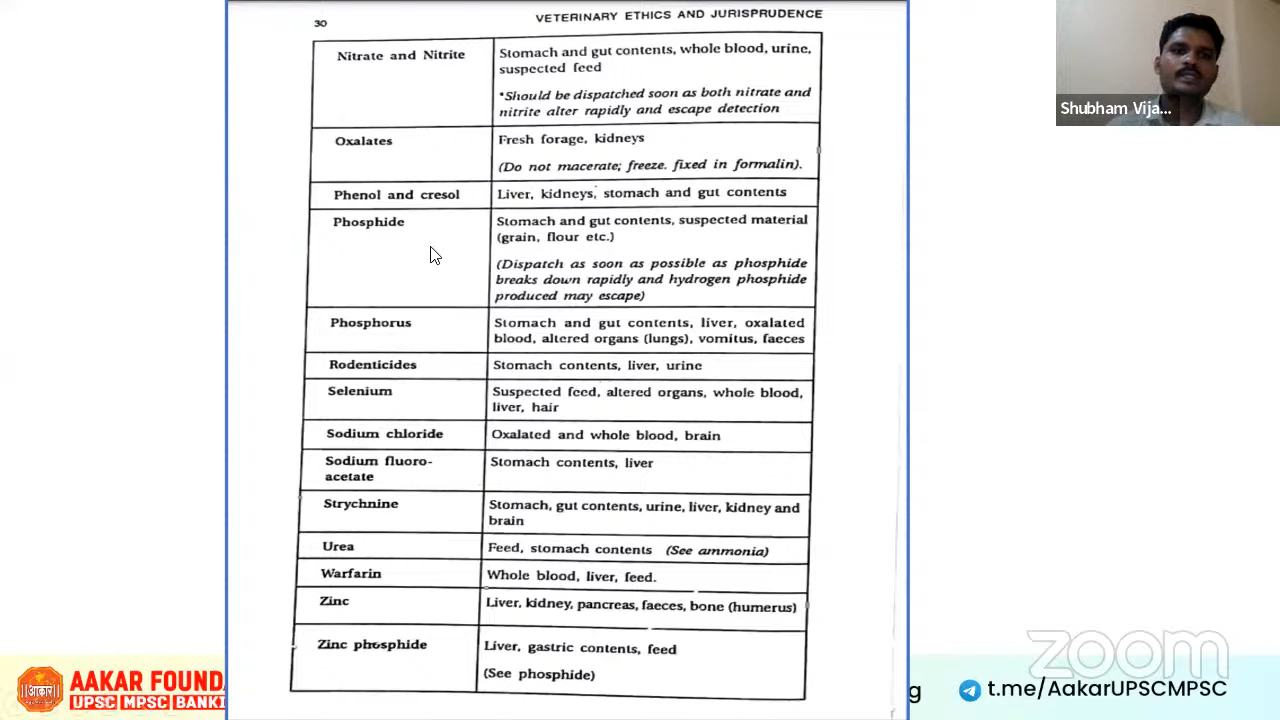 30
VETERINARY ETHICS AND JURISPRUDENCE
Nitrate and Nitrite
Stomach and gut contents, whole blood, urine,
suspected feed
*Should be dispatched soon as both nitrate and
nitrite alter rapidly and escape detection
Oxalates
Fresh forage, kidneys
(Do not macerate; freeze. fixed in formalin).
Phenol and cresol
Liver, kidneys, stomach and gut contents
Phosphide
Stomach and gut contents, suspected material
(grain, flour etc.)
(Dispatch as soon as possible as phosphide
breaks down rapidly and hydrogen phosphide
produced may escape)
Phosphorus
Stomach and gut contents, liver, oxalated
blood, altered organs (lungs), vomitus, faeces
Rodenticides
Stomach contents, liver, urine
Selenium
Suspected feed, altered organs, whole blood,
liver, hair
Sodium chloride
Oxalated and whole blood, brain
Sodium fluoro-
acetate
Stomach contents, liver
Strychnine
Stomach, gut contents, urine, liver, kidney and
brain
Urea
Feed, stomach contents (See ammonia)
Warfarin
Whole blood, liver, feed.
Zinc
Liver, kidney, pancreas, faeces, bone (humerus)
Zinc phosphide
Liver, gastric contents, feed
(See phosphide)
Shubham Vija...
zoom
आकार
AAKAR FOUND
UPSC MPSC BANKI
g
t.me/AakarUPSCMPSC